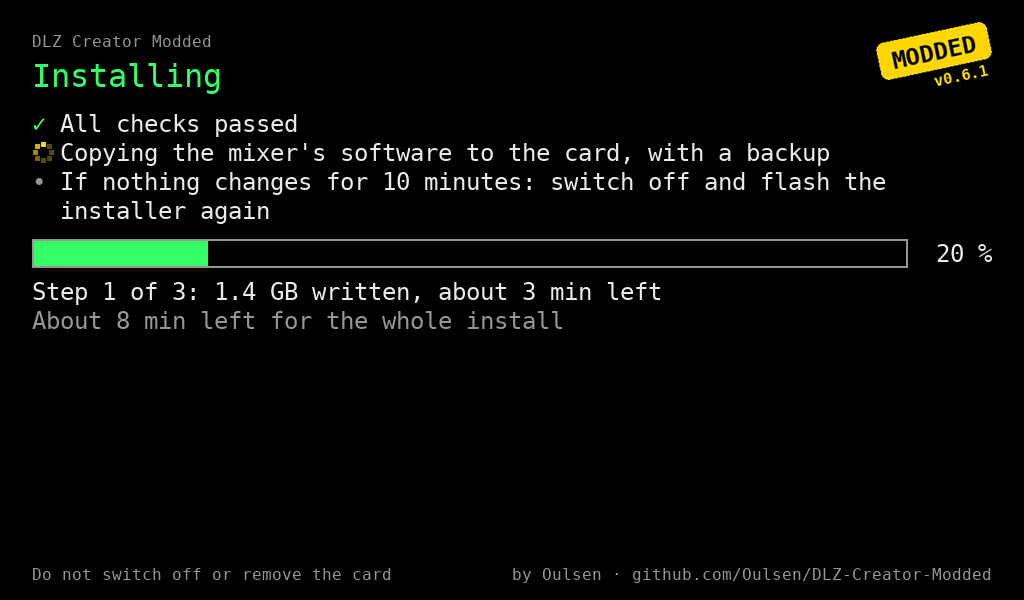 DLZ Creator Modded
MODDED
v0.6.1
Installing
✓ All checks passed
Copying the mixer's software to the card, with a backup
• If nothing changes for 10 minutes: switch off and flash the
installer again
20 %
Step 1 of 3: 1.4 GB written, about 3 min left
About 8 min left for the whole install
Do not switch off or remove the card
by Oulsen · github.com/Oulsen/DLZ-Creator-Modded